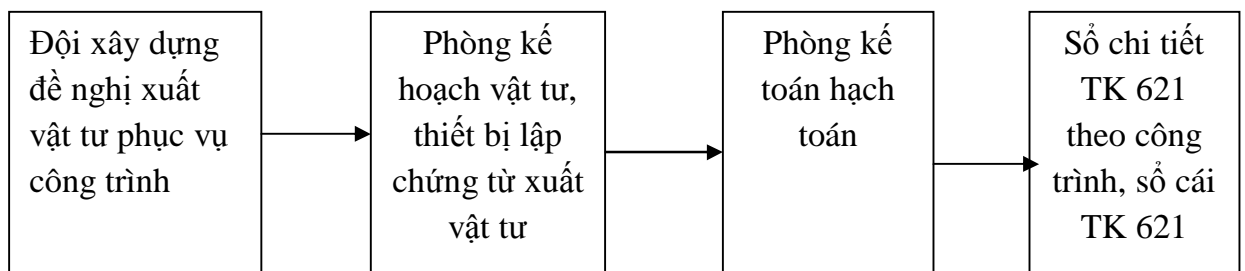 Đội xây dựng
đề nghị xuất
vật tư phục vụ
công trình
Phòng kế
hoạch vật tư,
thiết bị lập
chứng từ xuất
vật tư
Phòng kế
toán hạch
toán
Sổ chi tiết
TK 621
theo công
trình, sổ cái
TK 621